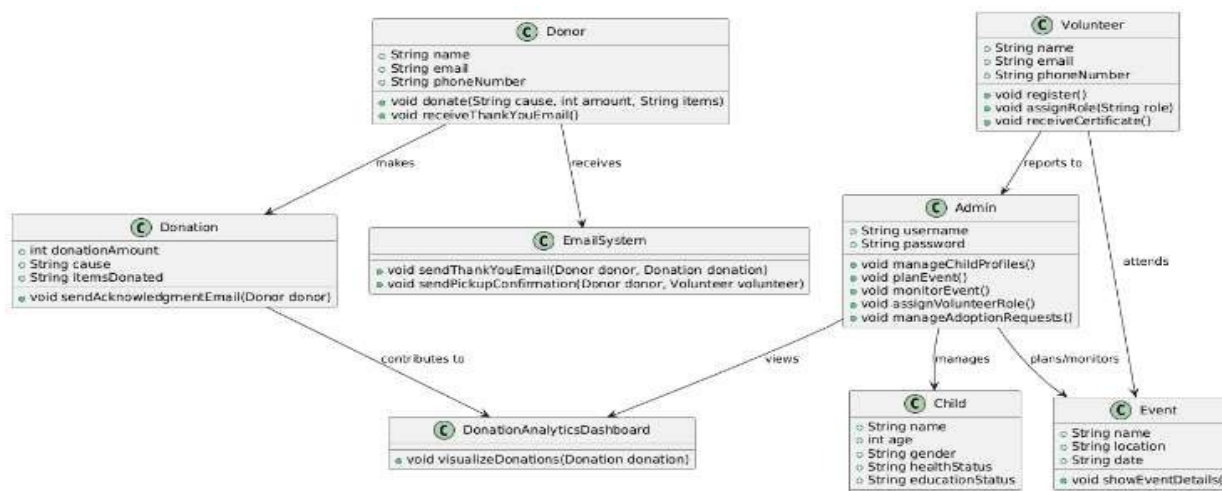 C Donor
String name
String email
String phoneNumber
void donate(String cause, int amount, String items)
void receiveThankYouEmail()
C Volunteer
String name
String email
String phoneNumber
void register()
void assignRole(String role)
void receiveCertificate()
makes
receives
reports to
attends
C Donation
int donationAmount
String cause
String itemsDonated
void sendAcknowledgmentEmail(Donor donor)
C EmailSystem
void sendThankYouEmail(Donor donor, Donation donation)
void sendPickupConfirmation(Donor donor, Volunteer volunteer)
C Admin
String username
String password
void manageChildProfiles()
void planEvent()
void monitorEvent()
void assignVolunteerRole()
void manageAdoptionRequests()
contributes to
views
manages
plans/monitors
C DonationAnalyticsDashboard
void visualizeDonations(Donation donation)
C Child
String name
int age
String gender
String healthStatus
String educationStatus
C Event
String name
String location
String date
void showEventDetails(